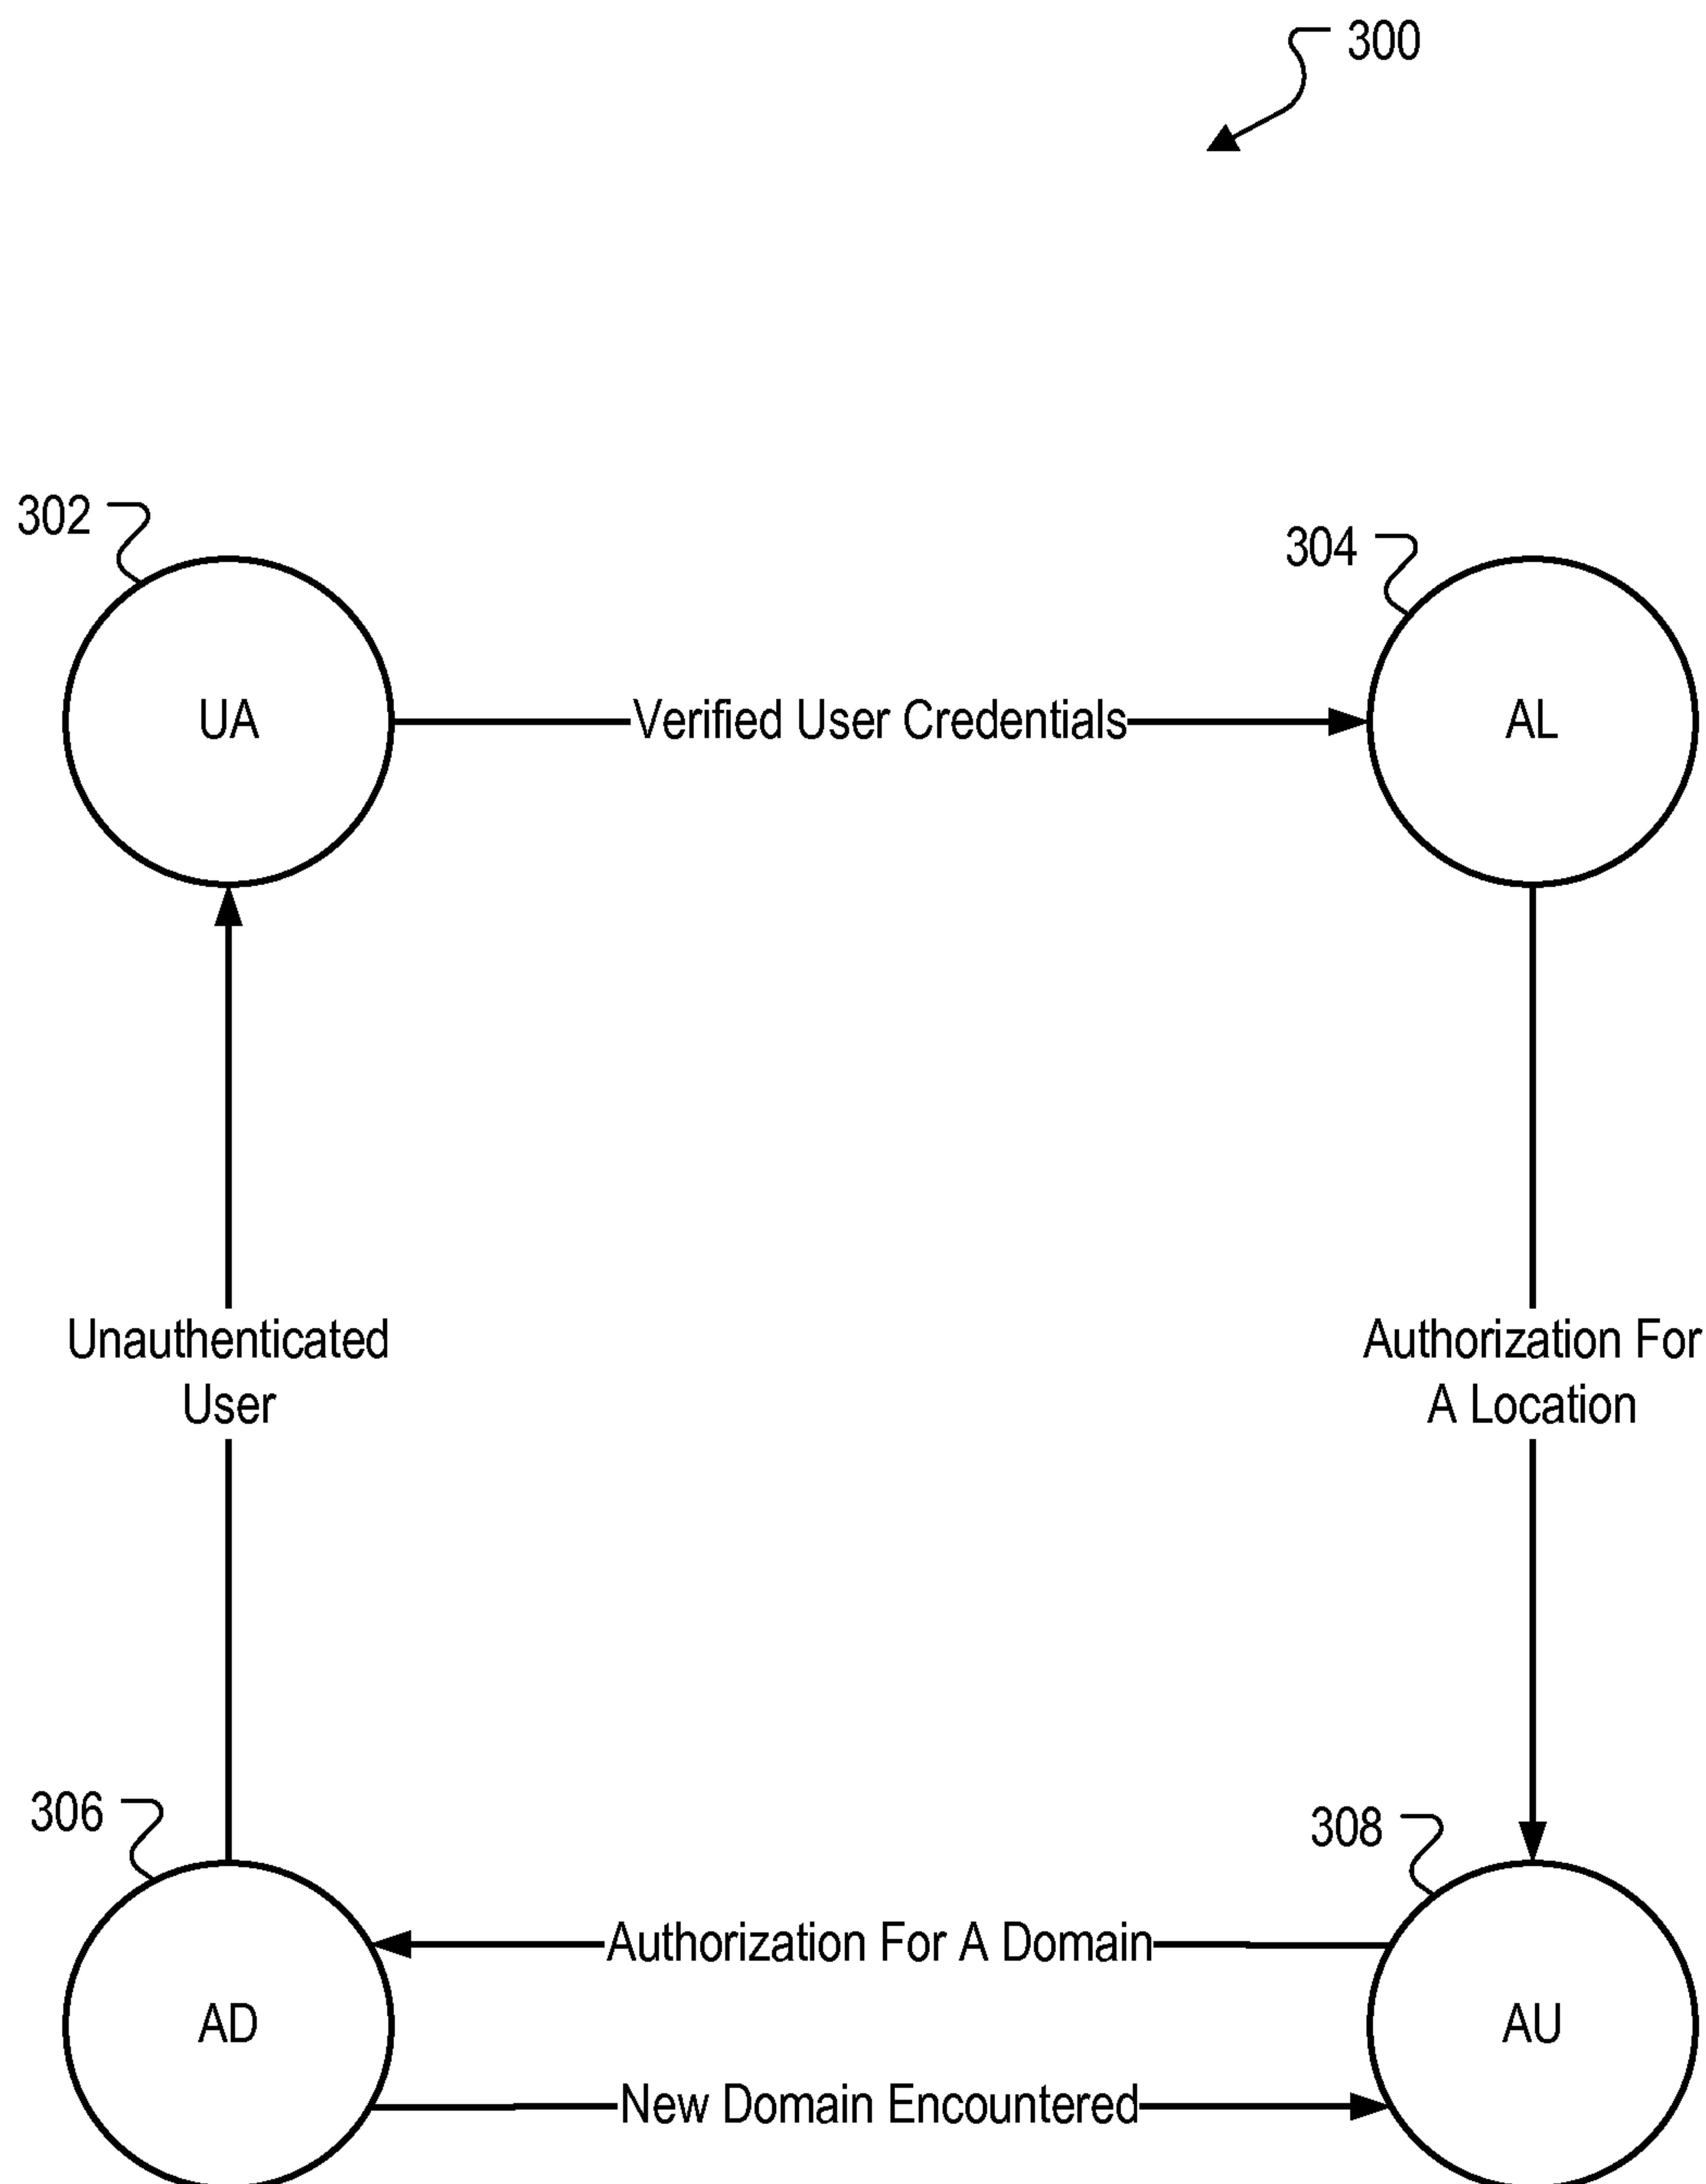 300
302
304
UA
Verified User Credentials
AL
Unauthenticated
User
Authorization For
A Location
306
308
Authorization For A Domain
AD
AU
New Domain Encountered